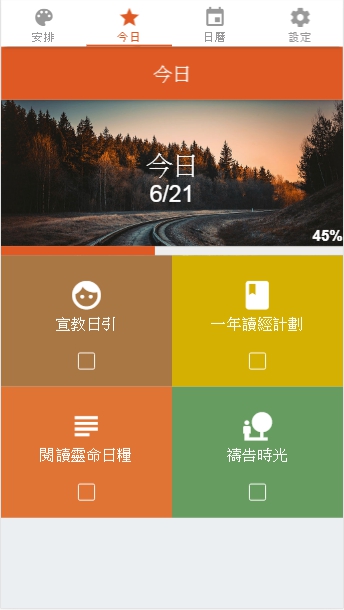 安排
今日
日曆
設定
今日
今日
6/21
45%
宣教日引
一年讀經計劃
閱讀靈命日糧
禱告時光